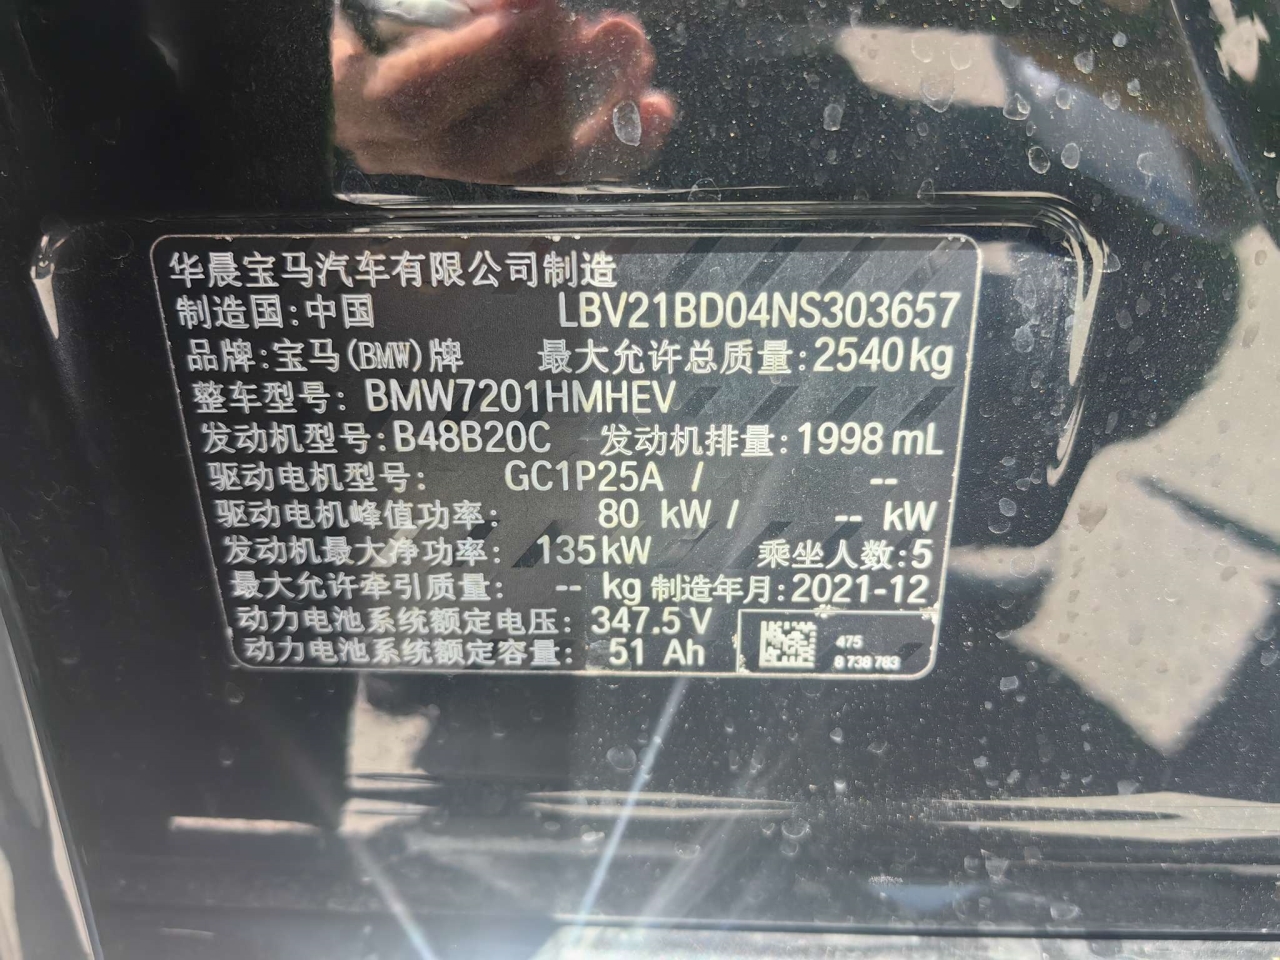 华晨宝马汽车有限公司制造
制造国:中国 LBV21BD04NS303657
品牌:宝马(BMW)牌 最大允许总质量:2540kg
整车型号: BMW7201HMHEV
发动机型号:B48B20C 发动机排量:1998 mL
驱动电机型号: GC1P25A / --
驱动电机峰值功率: 80 kW / -- kW
发动机最大净功率: 135kW 乘坐人数:5
最大允许牵引质量: -- kg 制造年月:2021-12
动力电池系统额定电压: 347.5 V
动力电池系统额定容量: 51 Ah
475
8 738 783